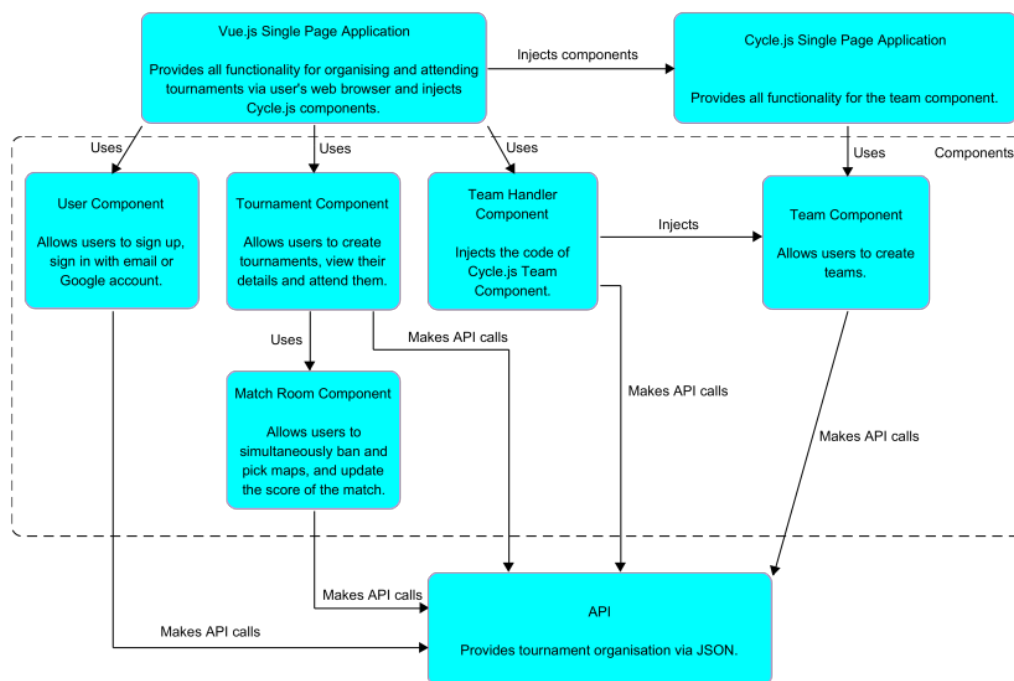 Vue.js Single Page Application
Provides all functionality for organising and attending
tournaments via user's web browser and injects
Cycle.js components.
Injects components
Cycle.js Single Page Application
Provides all functionality for the team component.
Uses
Uses
Uses
Uses
Components
User Component
Allows users to sign up,
sign in with email or
Google account.
Tournament Component
Allows users to create
tournaments, view their
details and attend them.
Team Handler
Component
Injects the code of
Cycle.js Team
Component.
Injects
Team Component
Allows users to create
teams.
Uses
Makes API calls
Match Room Component
Allows users to
simultaneously ban and
pick maps, and update
the score of the match.
Makes API calls
Makes API calls
Makes API calls
Makes API calls
API
Provides tournament organisation via JSON.